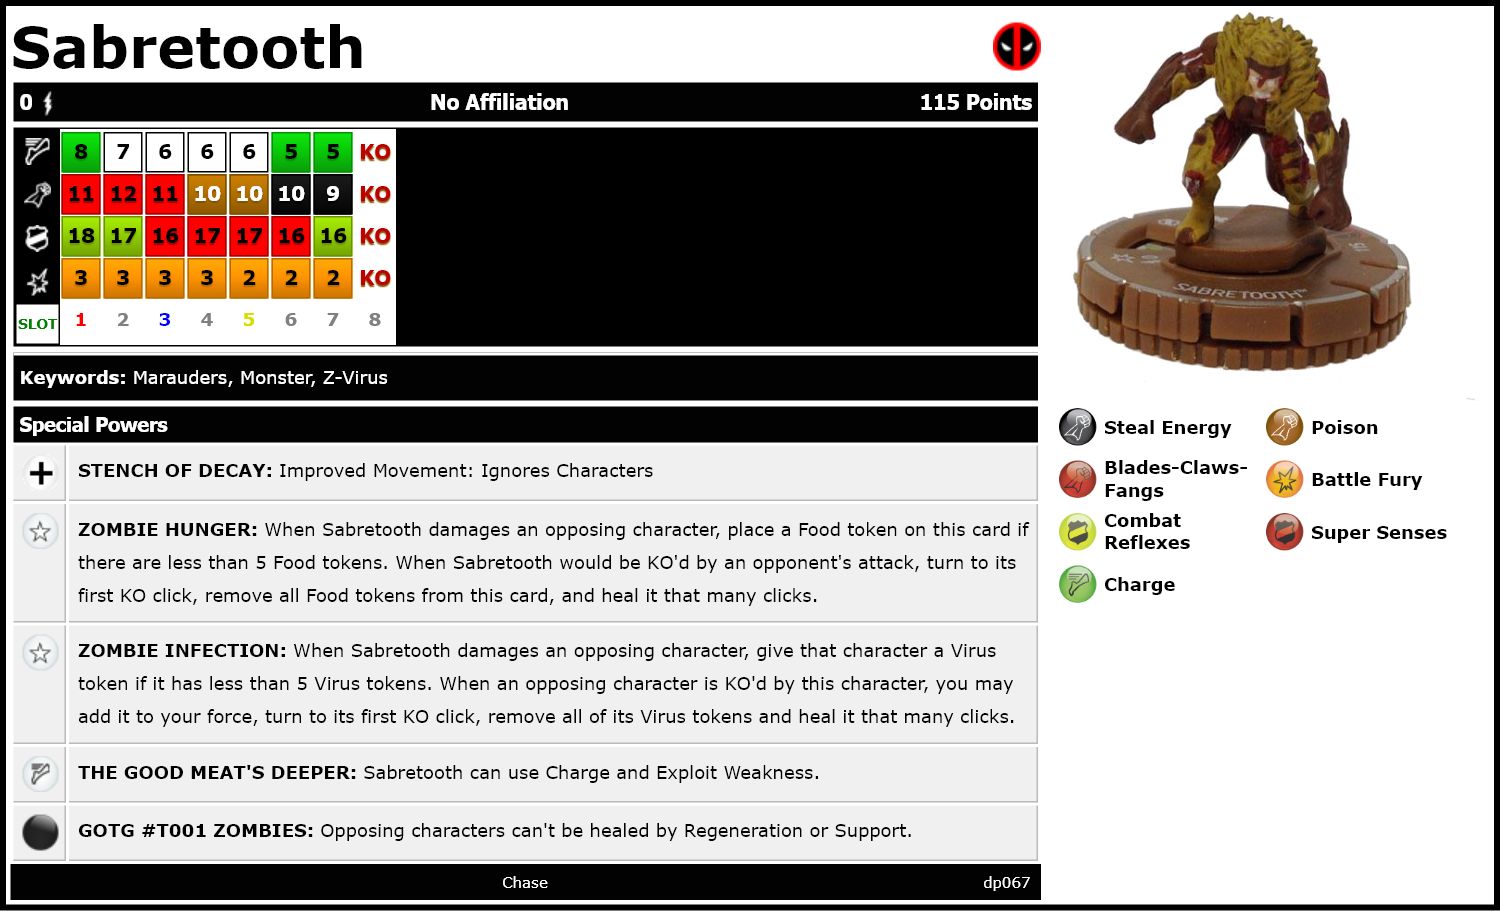 Sabretooth
0 No Affiliation 115 Points
8 7 6 6 6 5 5 KO
11 12 11 10 10 10 9 KO
18 17 16 17 17 16 16 KO
3 3 3 3 2 2 2 KO
SLOT 1 2 3 4 5 6 7 8
Keywords: Marauders, Monster, Z-Virus
Special Powers
STENCH OF DECAY: Improved Movement: Ignores Characters
ZOMBIE HUNGER: When Sabretooth damages an opposing character, place a Food token on this card if
there are less than 5 Food tokens. When Sabretooth would be KO'd by an opponent's attack, turn to its
first KO click, remove all Food tokens from this card, and heal it that many clicks.
ZOMBIE INFECTION: When Sabretooth damages an opposing character, give that character a Virus
token if it has less than 5 Virus tokens. When an opposing character is KO'd by this character, you may
add it to your force, turn to its first KO click, remove all of its Virus tokens and heal it that many clicks.
THE GOOD MEAT'S DEEPER: Sabretooth can use Charge and Exploit Weakness.
GOTG #T001 ZOMBIES: Opposing characters can't be healed by Regeneration or Support.
Chase dp067
SABRETOOTH™
Steal Energy
Poison
Blades-Claws-
Fangs
Battle Fury
Combat
Reflexes
Super Senses
Charge